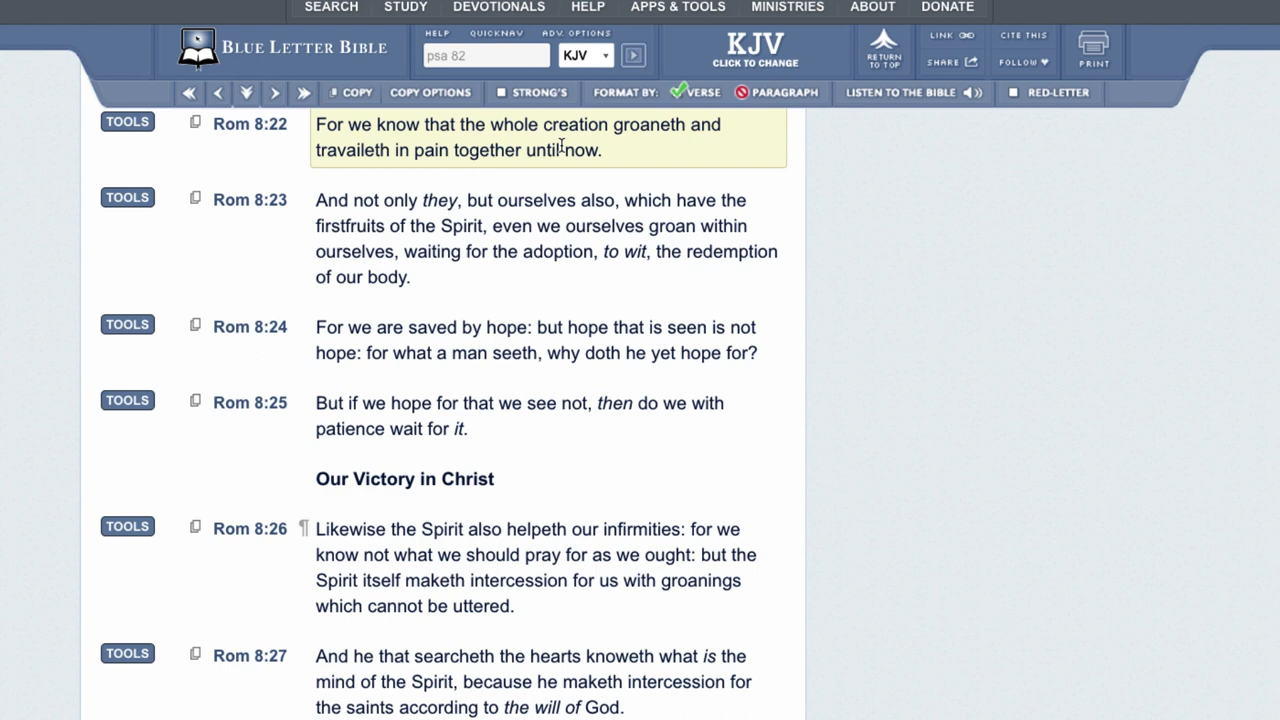 SEARCH STUDY DEVOTIONALS HELP APPS & TOOLS MINISTRIES ABOUT DONATE
BLUE LETTER BIBLE
HELP QUICKNAV ADV. OPTIONS
psa 82 KJV
KJV
CLICK TO CHANGE
RETURN
TO TOP
LINK CITE THIS
SHARE FOLLOW
PRINT
COPY COPY OPTIONS STRONG'S FORMAT BY: VERSE PARAGRAPH LISTEN TO THE BIBLE RED-LETTER
TOOLS Rom 8:22 For we know that the whole creation groaneth and
travaileth in pain together until now.
TOOLS Rom 8:23 And not only they, but ourselves also, which have the
firstfruits of the Spirit, even we ourselves groan within
ourselves, waiting for the adoption, to wit, the redemption
of our body.
TOOLS Rom 8:24 For we are saved by hope: but hope that is seen is not
hope: for what a man seeth, why doth he yet hope for?
TOOLS Rom 8:25 But if we hope for that we see not, then do we with
patience wait for it.
Our Victory in Christ
TOOLS Rom 8:26 ¶ Likewise the Spirit also helpeth our infirmities: for we
know not what we should pray for as we ought: but the
Spirit itself maketh intercession for us with groanings
which cannot be uttered.
TOOLS Rom 8:27 And he that searcheth the hearts knoweth what is the
mind of the Spirit, because he maketh intercession for
the saints according to the will of God.